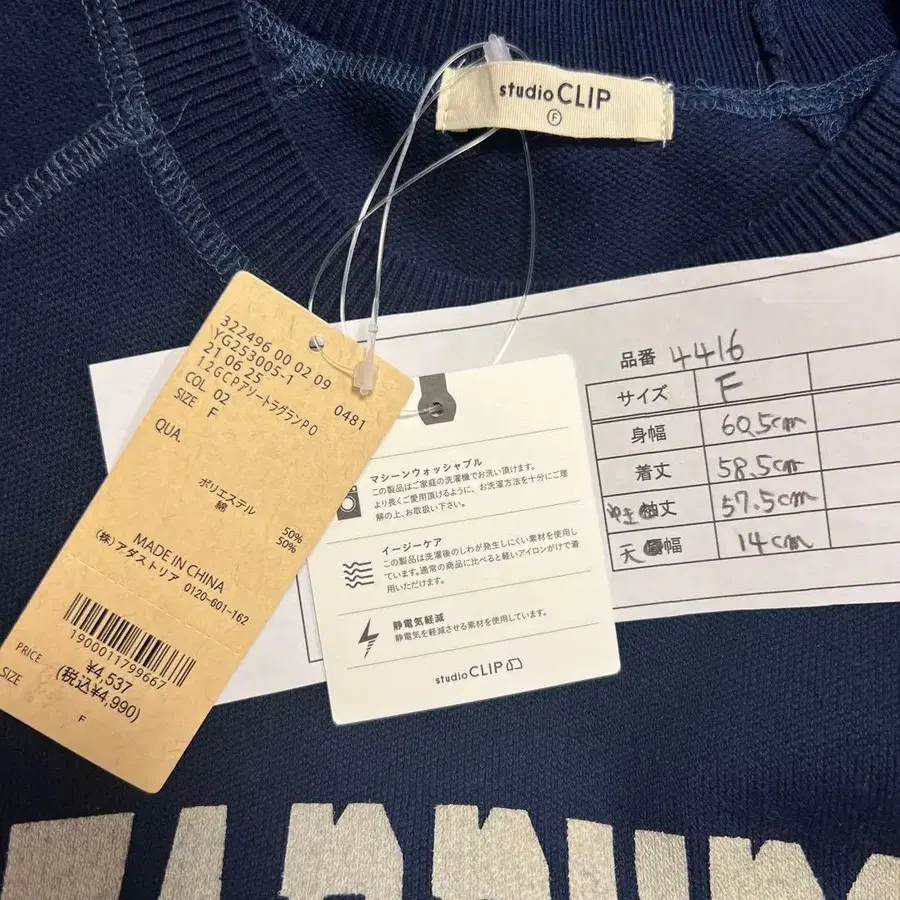 studio CLIP
F
322496 00 02 09
YG253005-1 0481
21 06 25
12GCPアソートラグランPO
COL 02
SIZE F
QUA.
ポリエステル 50%
綿 50%
MADE IN CHINA
(株)アダストリア 0120-601-162
1900011799667
PRICE ¥4,537
(税込¥4,990)
SIZE F
マシーンウォッシャブル
この製品はご家庭の洗濯機でお洗い頂けます。
より長くご愛用頂けるように、お洗濯方法を十分にご理
解の上、お取扱い下さい。
イージーケア
この製品は洗濯後のしわが発生しにくい素材を使用し
ています。通常の商品に比べると軽いアイロンがけで着
用いただけます。
静電気軽減
静電気を軽減させる素材を使用しています。
studio CLIP
品番 4416
サイズ F
身幅 60.5cm
着丈 58.5cm
ゆき丈 57.5cm
天幅 14cm